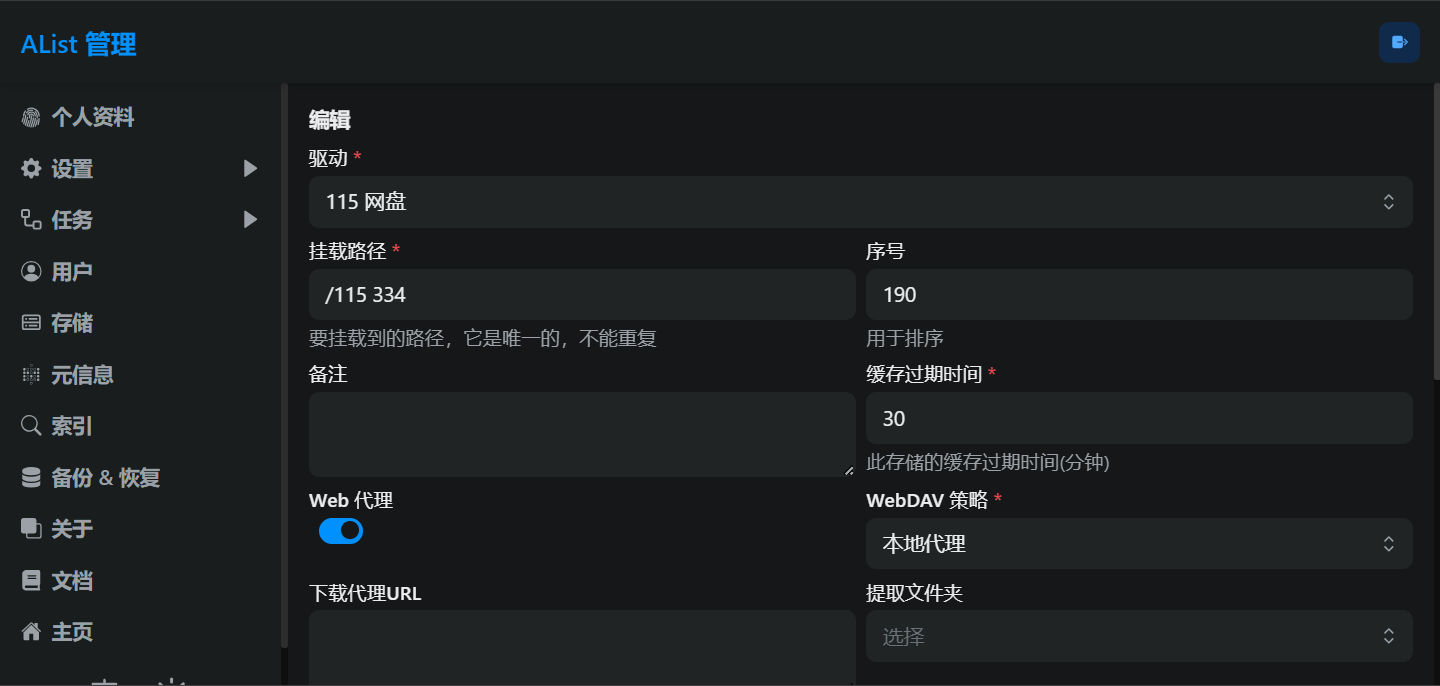 AList 管理
个人资料
设置
任务
用户
存储
元信息
索引
备份 & 恢复
关于
文档
主页
编辑
驱动 *
115 网盘
挂载路径 *
序号
/115 334
190
要挂载到的路径，它是唯一的，不能重复
用于排序
备注
缓存过期时间 *
30
此存储的缓存过期时间(分钟)
Web 代理
WebDAV 策略 *
本地代理
下载代理URL
提取文件夹
选择